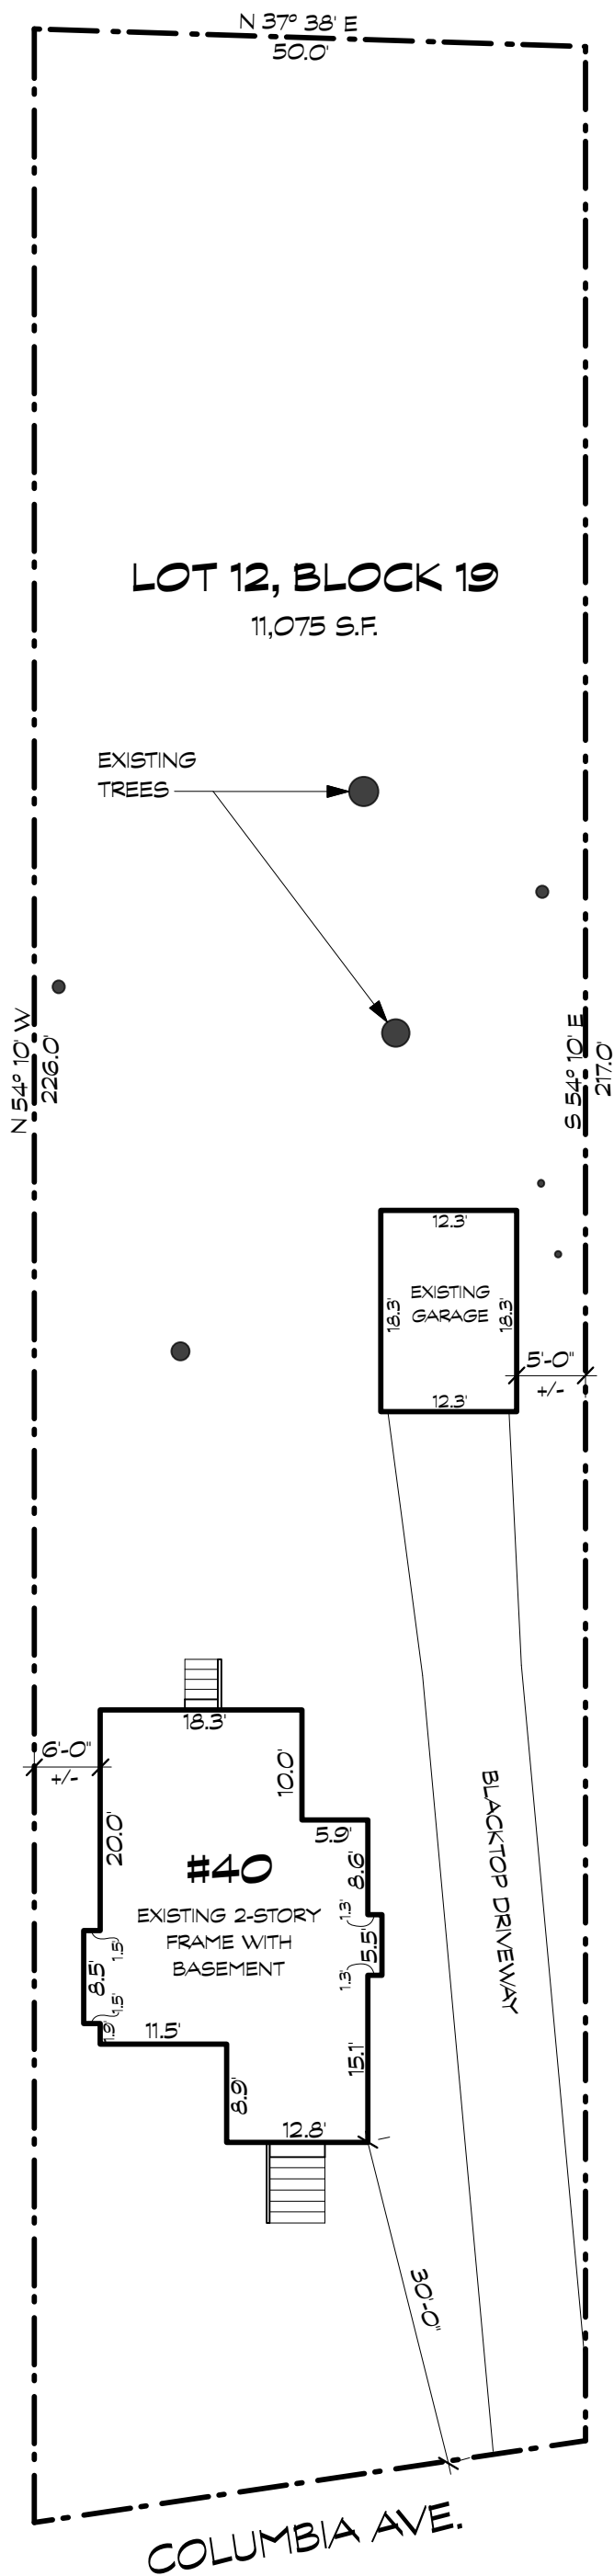 N 37° 38' E
50.0'
LOT 12, BLOCK 19
11,075 S.F.
EXISTING
TREES
N 54° 10' W
226.0'
S 54° 10' E
217.0'
12.3'
18.3'
EXISTING
GARAGE
18.3'
12.3'
5'-0"
+/-
18.3'
6'-0"
+/-
10.0'
20.0'
5.9'
#40
8.6'
EXISTING 2-STORY
FRAME WITH
BASEMENT
1.3'
5.5'
1.3'
1.5'
8.5'
1.5'
1.9'
11.5'
15.1'
8.9'
12.8'
BLACKTOP DRIVEWAY
30'-0"
COLUMBIA AVE.